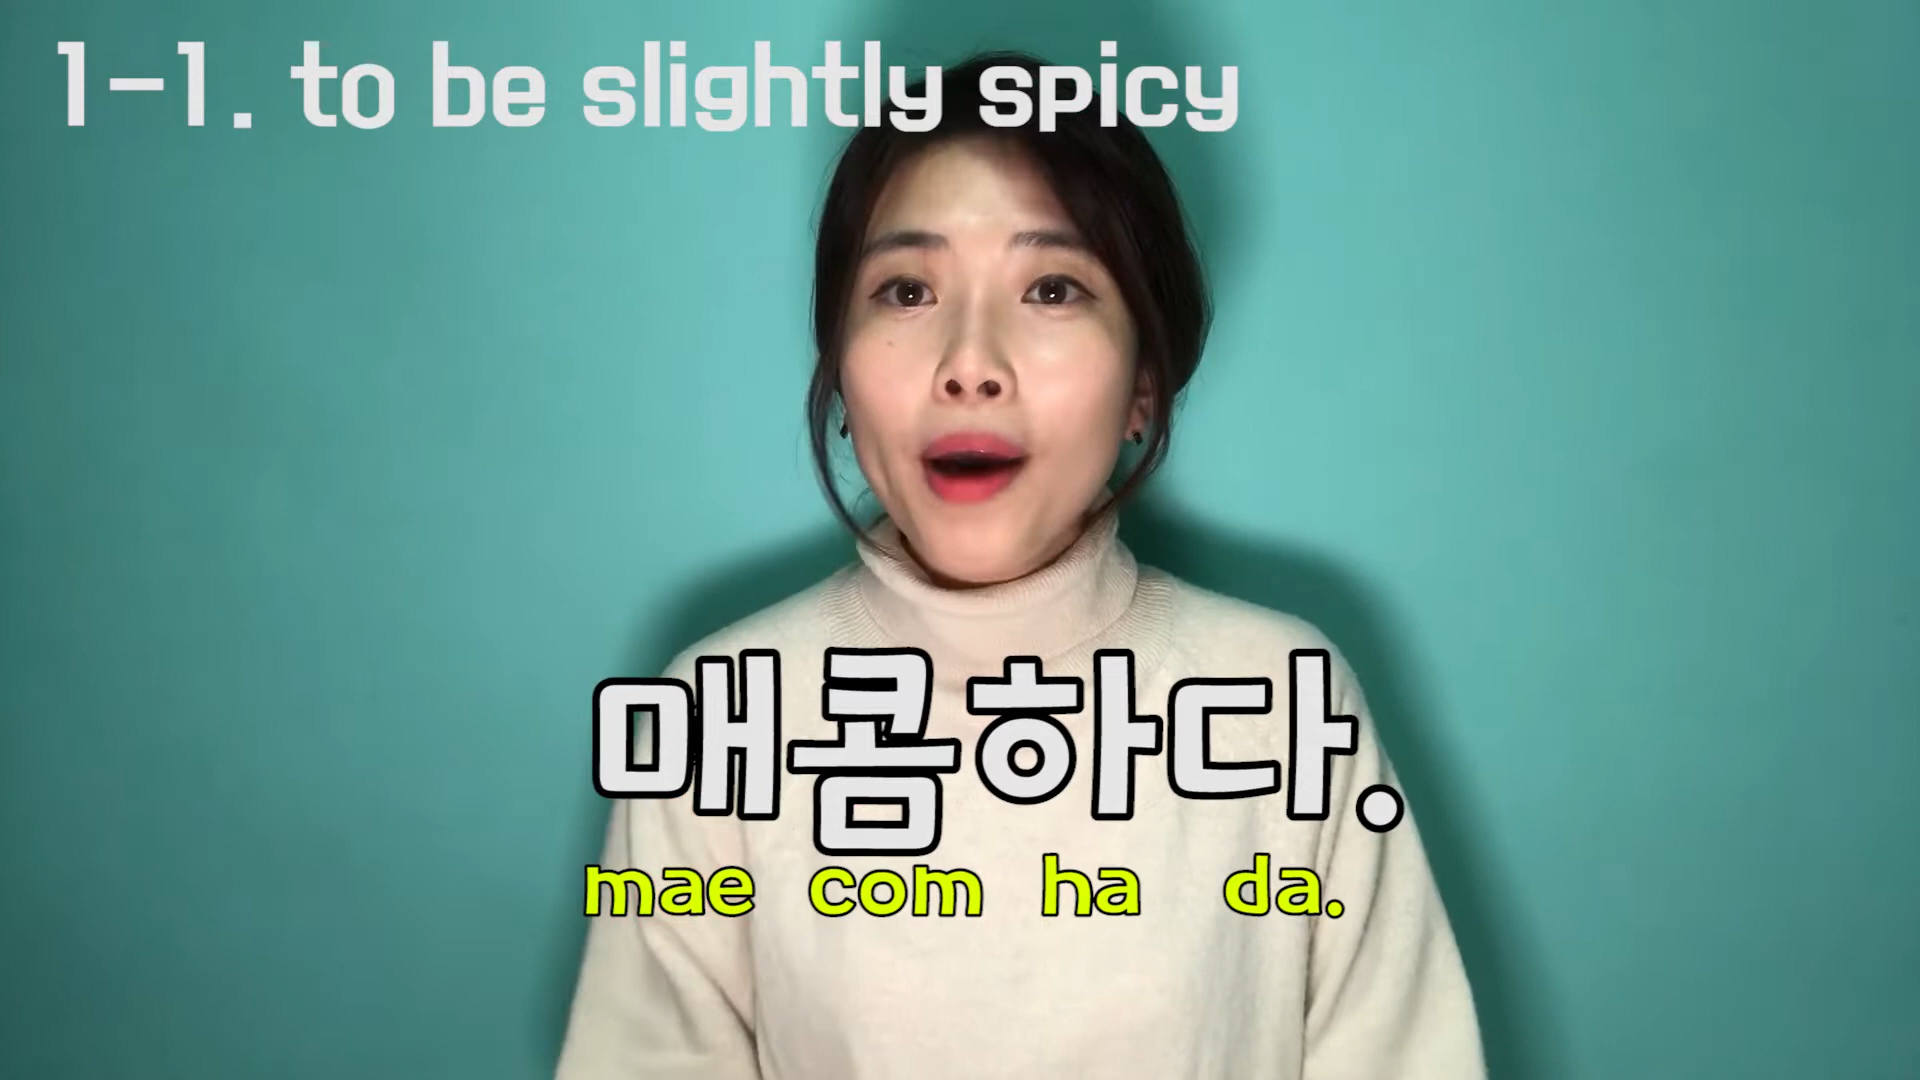 1-1. to be slightly spicy
매콤하다.
mae com ha da.